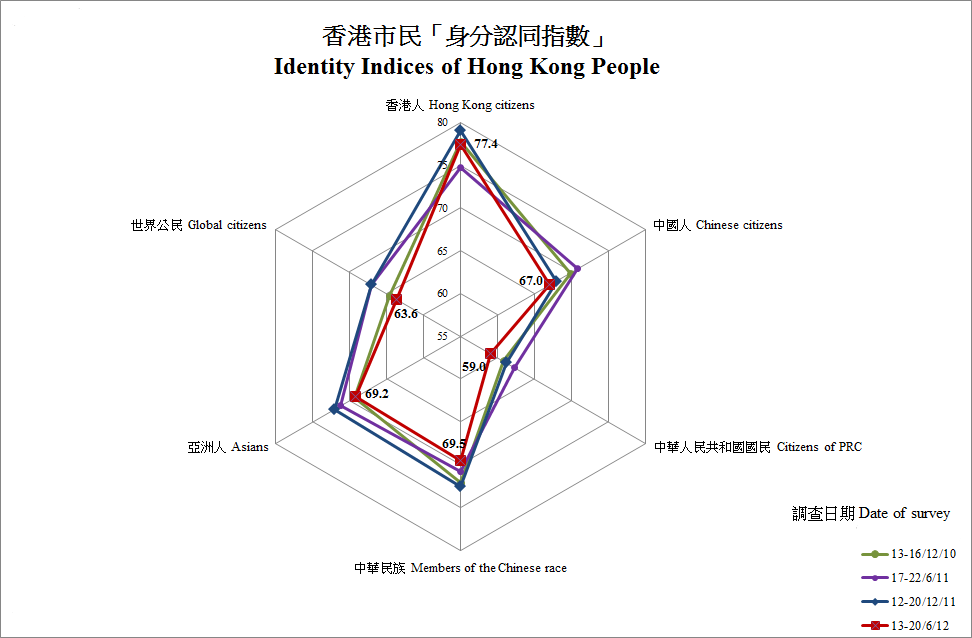 香港市民「身分認同指數」
Identity Indices of Hong Kong People
香港人 Hong Kong citizens
80
77.4
75
70
世界公民 Global citizens
中國人 Chinese citizens
65
67.0
60
63.6
55
59.0
69.2
69.5
亞洲人 Asians
中華人民共和國國民 Citizens of PRC
中華民族 Members of the Chinese race
調查日期 Date of survey
13-16/12/10
17-22/6/11
12-20/12/11
13-20/6/12